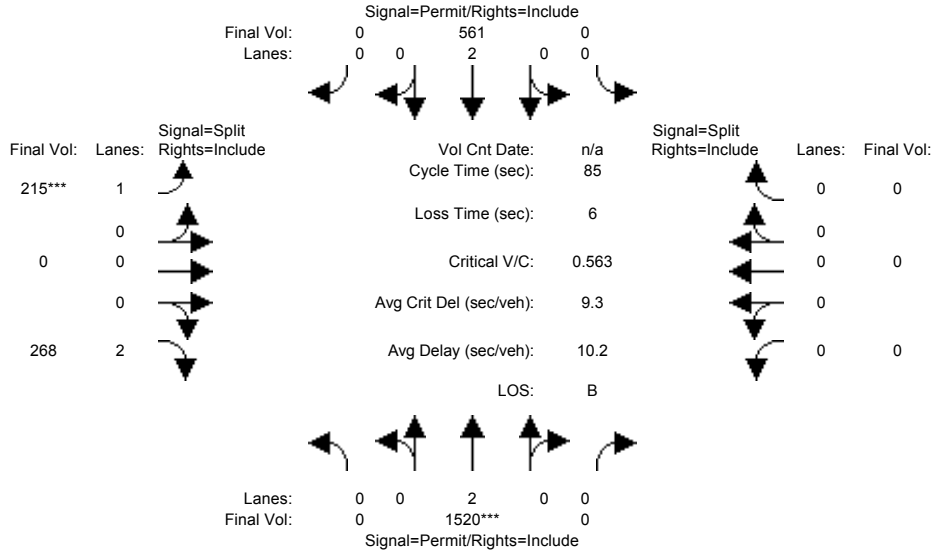 Signal=Permit/Rights=Include
Final Vol: 0 561 0
Lanes: 0 0 2 0 0
Signal=Split Signal=Split
Final Vol: Lanes: Rights=Include Vol Cnt Date: n/a Rights=Include Lanes: Final Vol:
Cycle Time (sec): 85
215*** 1 0 0
Loss Time (sec): 6
0 0
0 0 Critical V/C: 0.563 0 0
0 Avg Crit Del (sec/veh): 9.3 0
268 2 Avg Delay (sec/veh): 10.2 0 0
LOS: B
Lanes: 0 0 2 0 0
Final Vol: 0 1520*** 0
Signal=Permit/Rights=Include